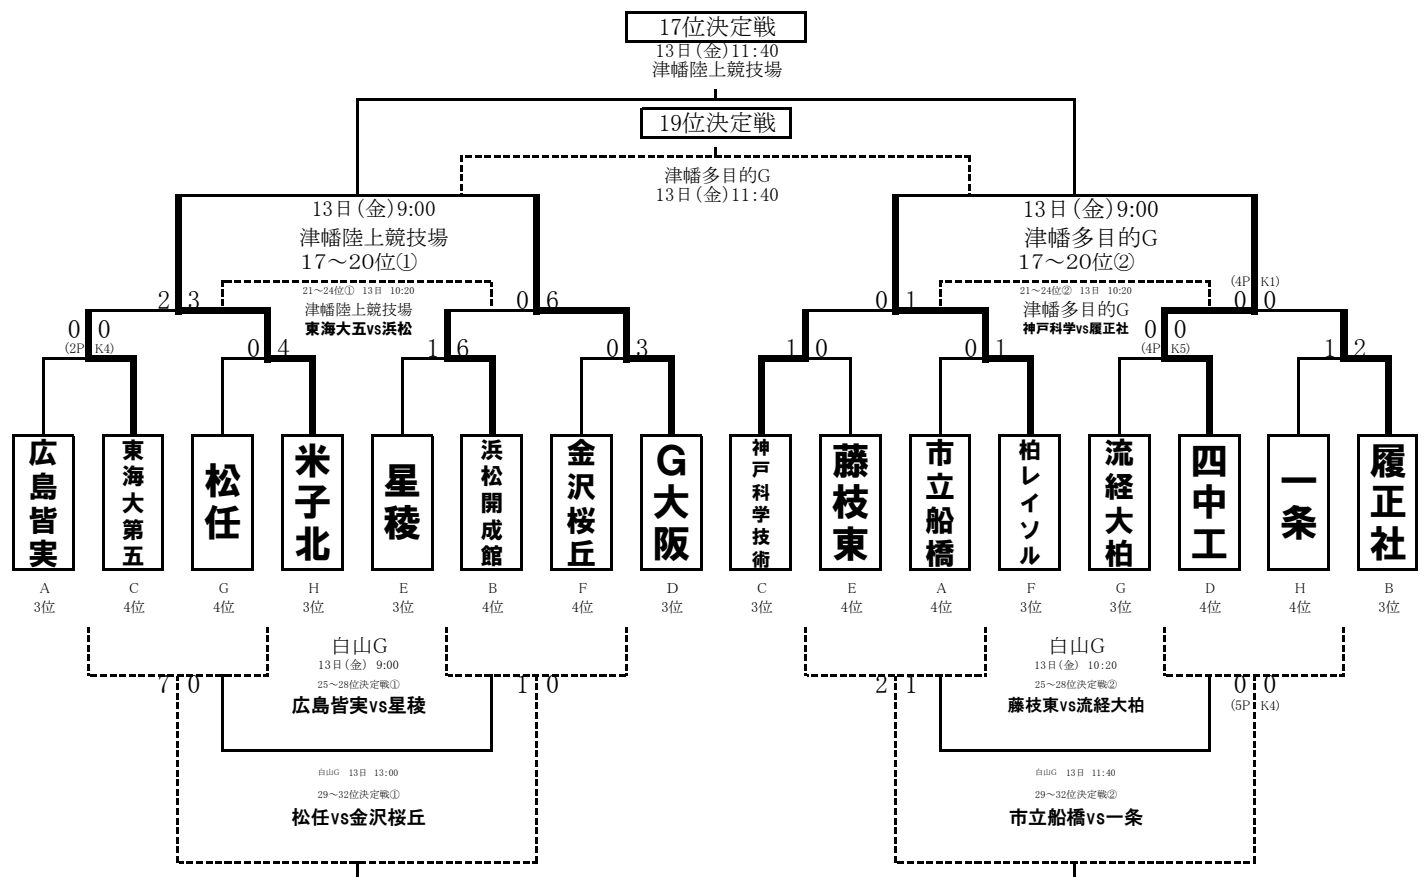 17位決定戦
13日(金)11:40
津幡陸上競技場
19位決定戦
津幡多目的G
13日(金)11:40
13日(金)9:00
津幡陸上競技場
17～20位①
13日(金)9:00
津幡多目的G
17～20位②
21～24位① 13日 10:20
津幡陸上競技場
東海大五vs浜松
21～24位② 13日 10:20
津幡多目的G
神戸科学vs履正社
2 3
0 6
0 1
(4P K1)
0 0
0 0
(2P K4)
0 4
1 6
0 3
1 0
0 1
0 0
(4P K5)
1 2
広島皆実
東海大第五
松任
米子北
星稜
浜松開成館
金沢桜丘
G大阪
神戸科学技術
藤枝東
市立船橋
柏レイソル
流経大柏
四中工
一条
履正社
A C G H E B F D C E A F G D H B
3位 4位 4位 3位 3位 4位 4位 3位 3位 4位 4位 3位 3位 4位 4位 3位
白山G
13日(金) 9:00
25～28位決定戦①
広島皆実vs星稜
7 0
1 0
白山G
13日(金) 10:20
25～28位決定戦②
藤枝東vs流経大柏
2 1
0 0
(5P K4)
白山G 13日 13:00
29～32位決定戦①
松任vs金沢桜丘
白山G 13日 11:40
29～32位決定戦②
市立船橋vs一条